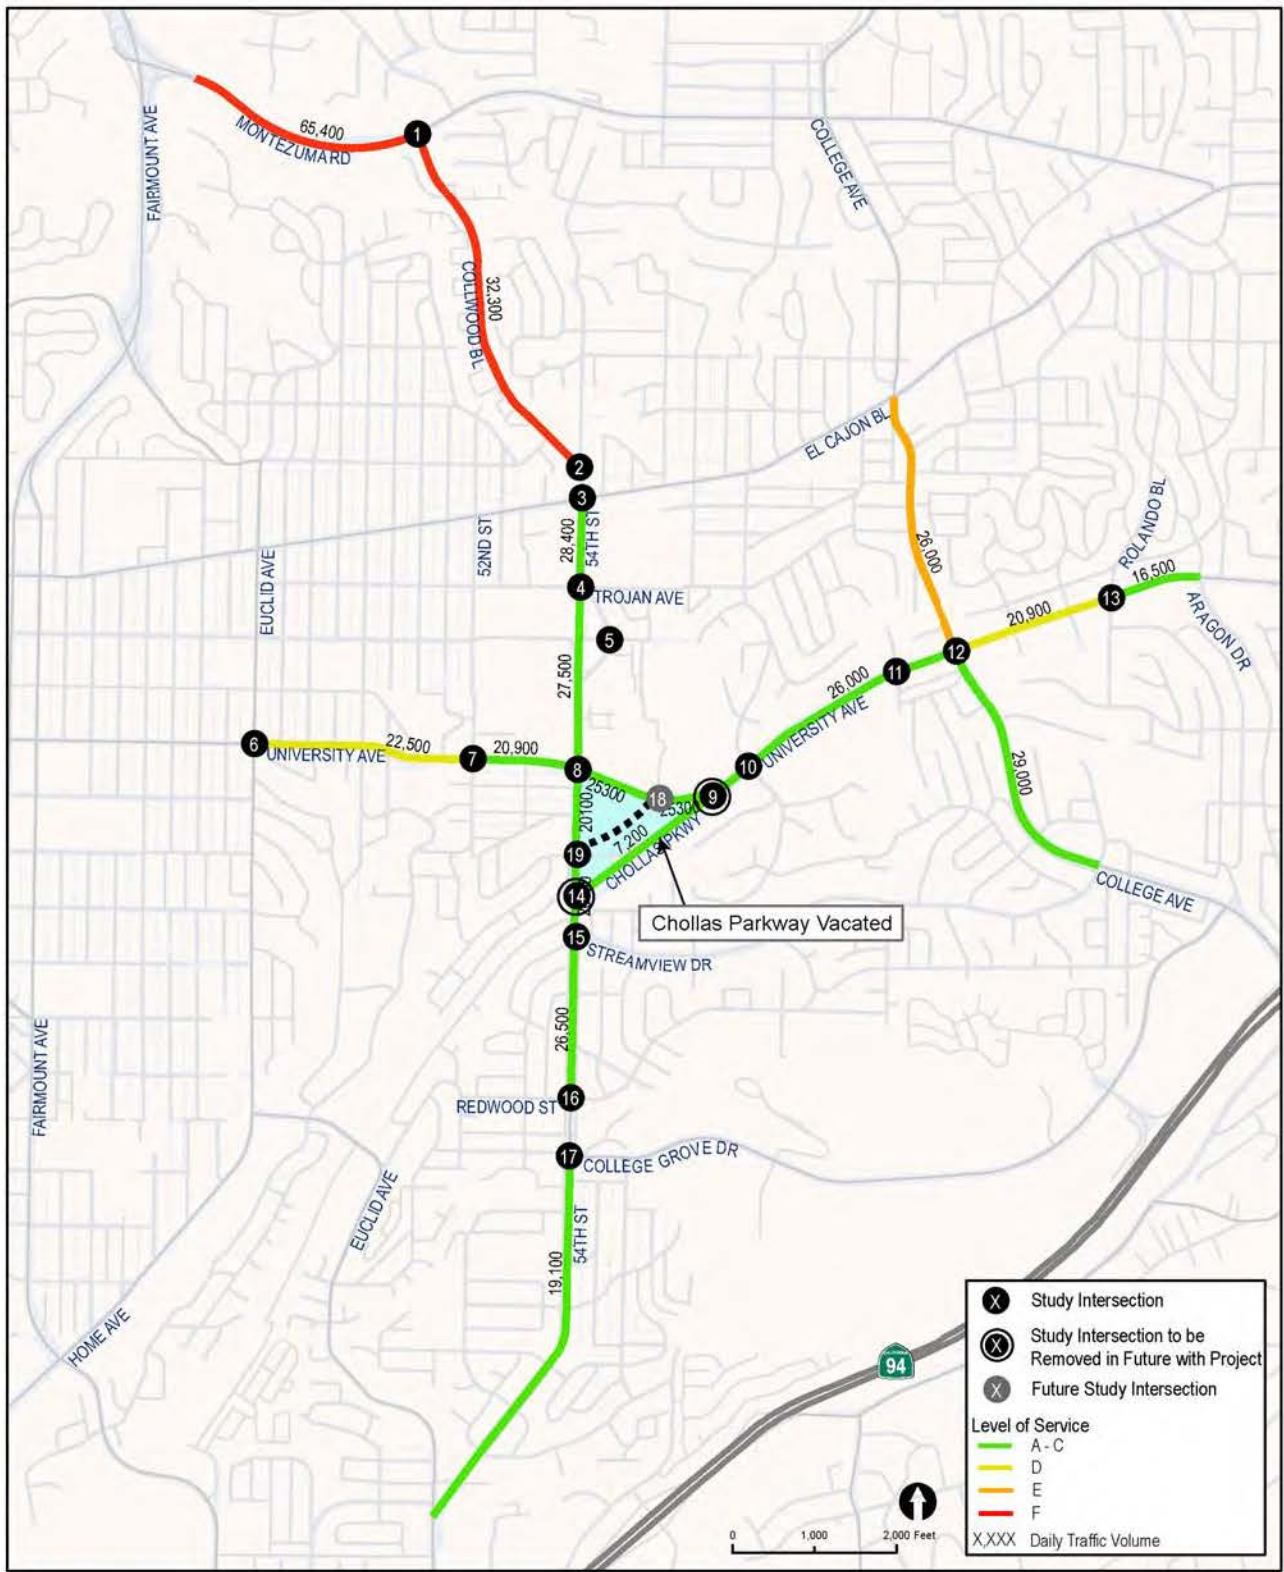 FAIRMOUNT AVE
65,400
MONTEZUMA RD
1
COLLEGE AVE
COLLWOOD BL
32,300
2
3
EL CAJON BL
52ND ST
28,400
54TH ST
26,000
ROLANDO BL
EUCLID AVE
4
TROJAN AVE
5
20,900
13
16,500
ARAGON DR
27,500
12
11
26,000
UNIVERSITY AVE
6
UNIVERSITY AVE
22,500
7
20,900
8
10
29,000
25300
18
25300
9
20100
7,200
CHOLLAS PKWY
19
14
COLLEGE AVE
Chollas Parkway Vacated
15
STREAMVIEW DR
26,500
FAIRMOUNT AVE
REDWOOD ST
16
17
COLLEGE GROVE DR
EUCLID AVE
54TH ST
19,100
HOME AVE
CALIFORNIA
94
X
Study Intersection
X
Study Intersection to be
Removed in Future with Project
X
Future Study Intersection
Level of Service
A - C
D
E
F
X,XXX
Daily Traffic Volume
0
1,000
2,000 Feet